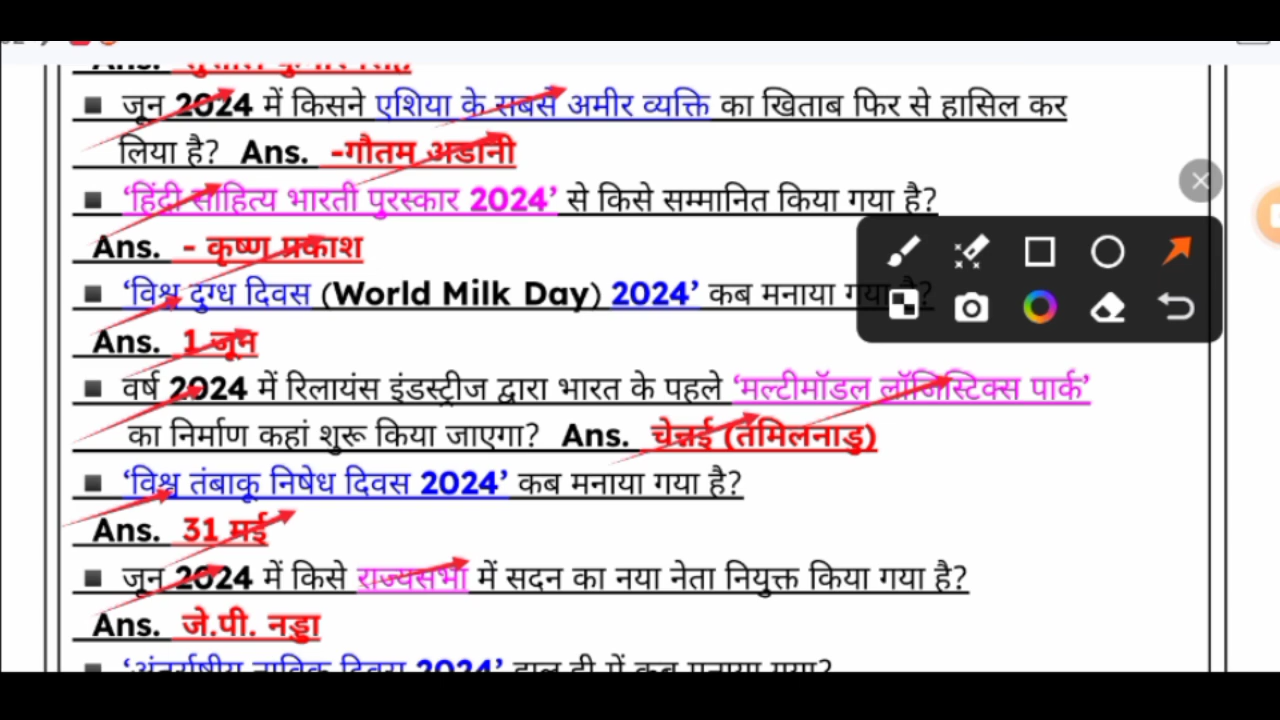 ■ जून 2024 में किसने एशिया के सबसे अमीर व्यक्ति का खिताब फिर से हासिल कर
लिया है? Ans. -गौतम अडानी
■ ‘हिंदी साहित्य भारती पुरस्कार 2024’ से किसे सम्मानित किया गया है?
Ans. - कृष्ण प्रकाश
■ ‘विश्व दुग्ध दिवस (World Milk Day) 2024’ कब मनाया गया है?
Ans. 1 जून
■ वर्ष 2024 में रिलायंस इंडस्ट्रीज द्वारा भारत के पहले ‘मल्टीमॉडल लॉजिस्टिक्स पार्क’
का निर्माण कहां शुरू किया जाएगा? Ans. चेन्नई (तमिलनाडु)
■ ‘विश्व तंबाकू निषेध दिवस 2024’ कब मनाया गया है?
Ans. 31 मई
■ जून 2024 में किसे राज्यसभा में सदन का नया नेता नियुक्त किया गया है?
Ans. जे.पी. नड्डा